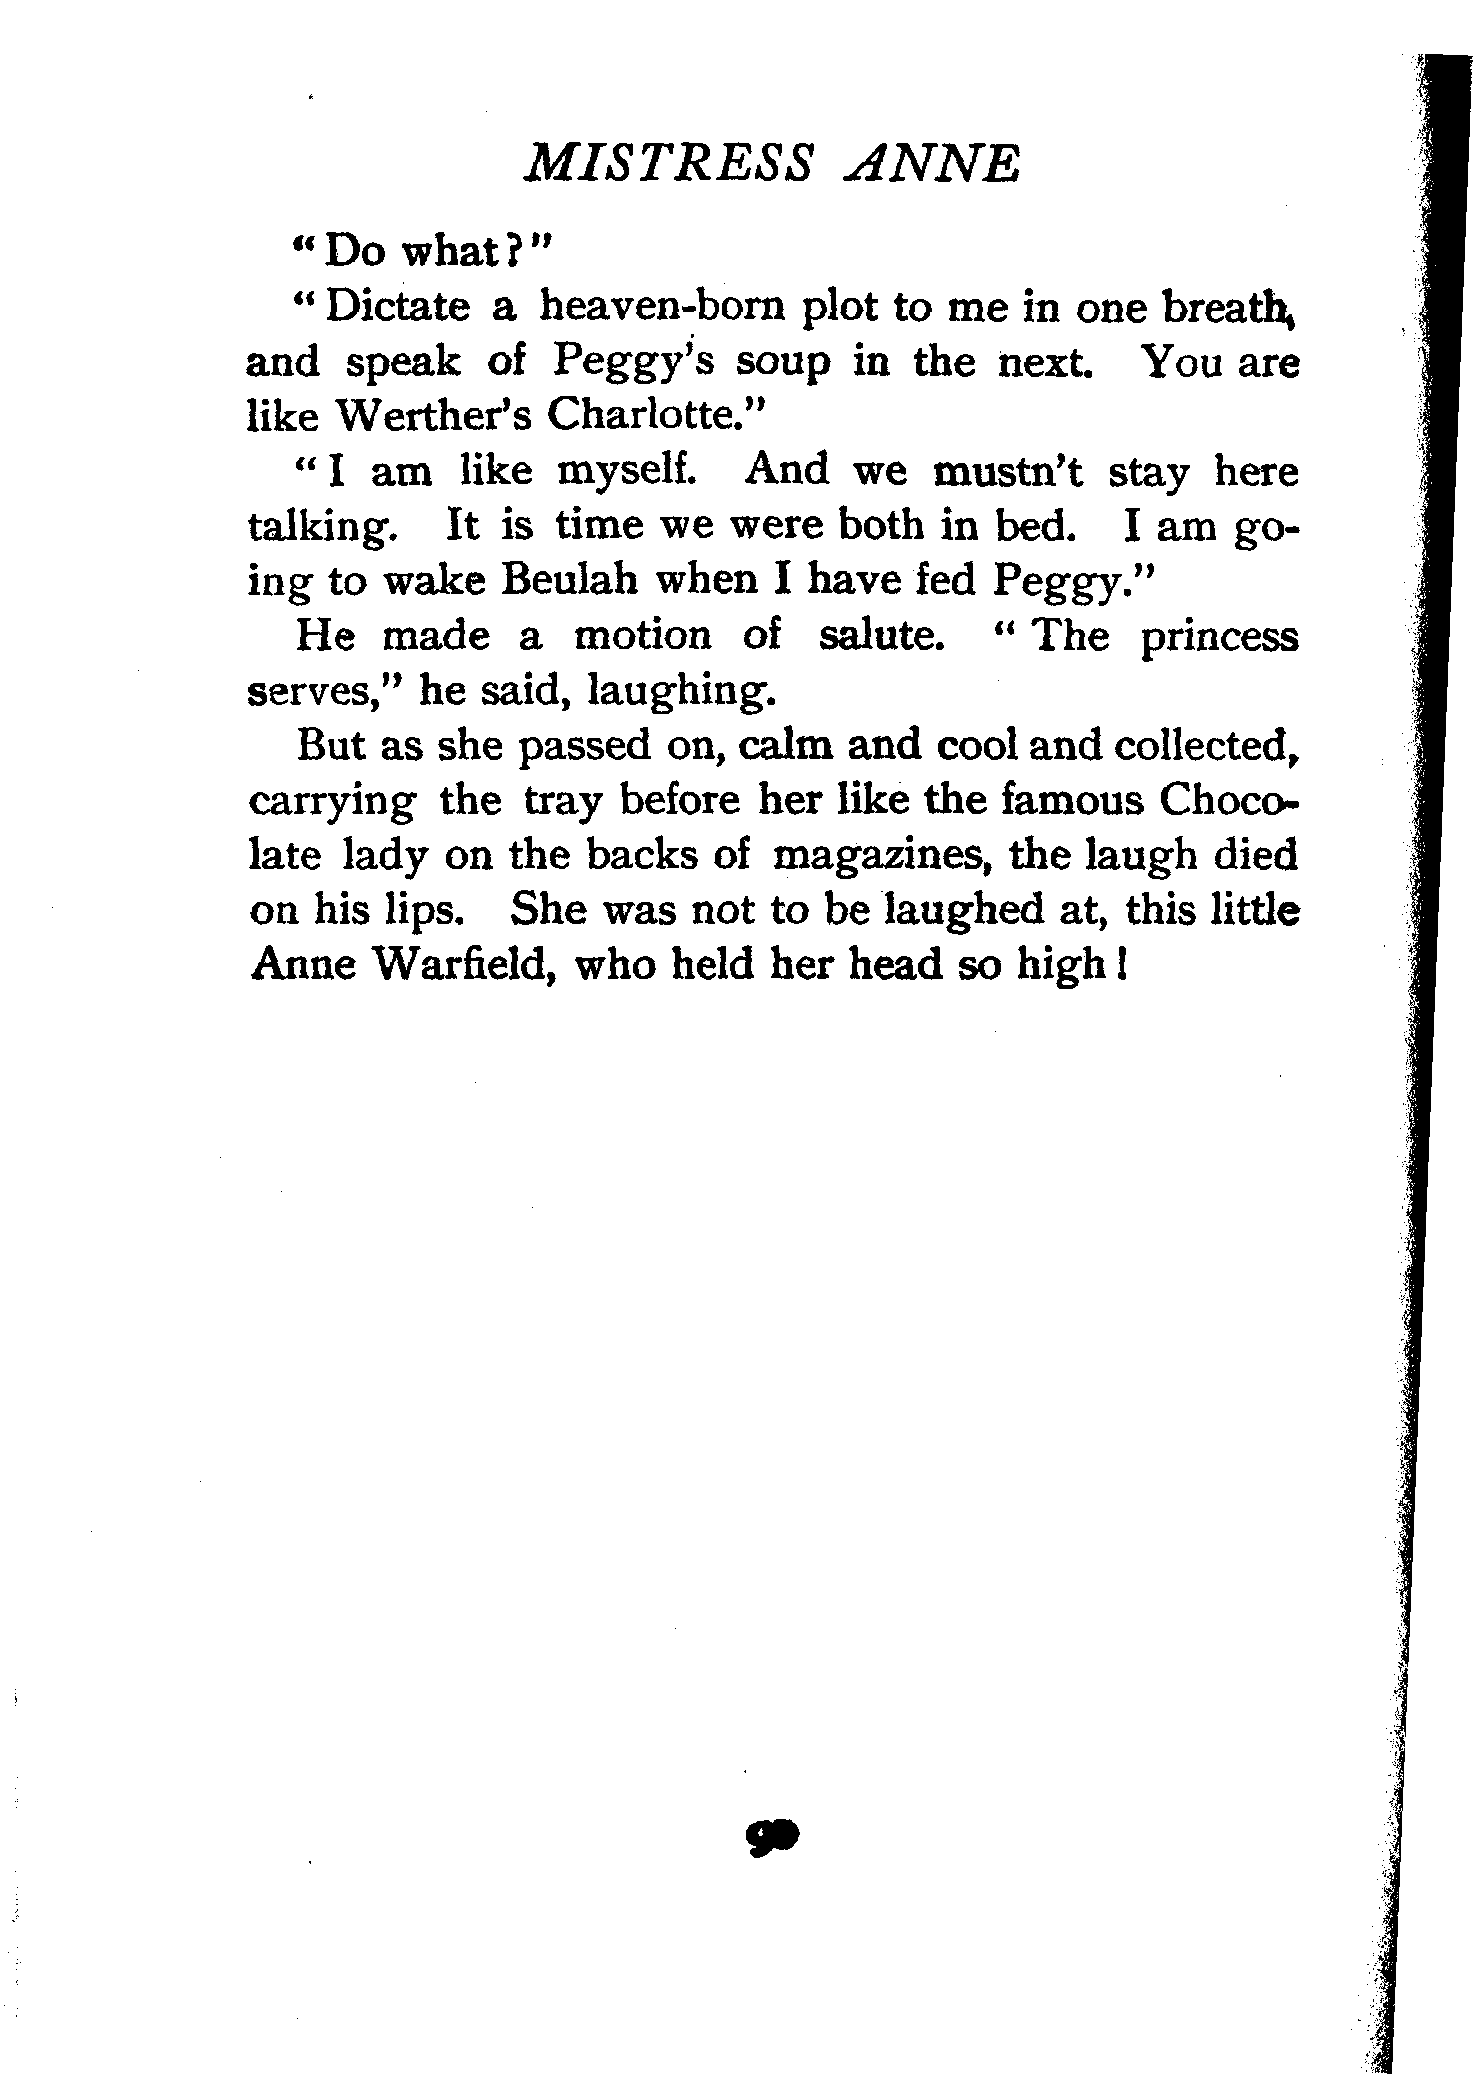 MISTRESS ANNE
“ Do what ? ”
“ Dictate a heaven-born plot to me in one breath,
and speak of Peggy’s soup in the next. You are
like Werther’s Charlotte.”
“ I am like myself. And we mustn’t stay here
talking. It is time we were both in bed. I am go-
ing to wake Beulah when I have fed Peggy.”
He made a motion of salute. “ The princess
serves,” he said, laughing.
But as she passed on, calm and cool and collected,
carrying the tray before her like the famous Choco-
late lady on the backs of magazines, the laugh died
on his lips. She was not to be laughed at, this little
Anne Warfield, who held her head so high !